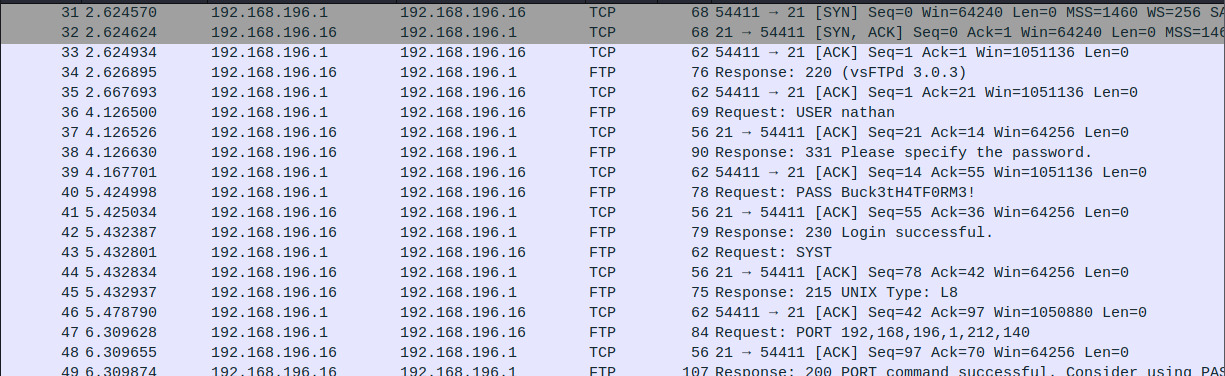 31 2.624570 192.168.196.1 192.168.196.16 TCP 68 54411 → 21 [SYN] Seq=0 Win=64240 Len=0 MSS=1460 WS=256 SA
32 2.624624 192.168.196.16 192.168.196.1 TCP 68 21 → 54411 [SYN, ACK] Seq=0 Ack=1 Win=64240 Len=0 MSS=146
33 2.624934 192.168.196.1 192.168.196.16 TCP 62 54411 → 21 [ACK] Seq=1 Ack=1 Win=1051136 Len=0
34 2.626895 192.168.196.16 192.168.196.1 FTP 76 Response: 220 (vsFTPd 3.0.3)
35 2.667693 192.168.196.1 192.168.196.16 TCP 62 54411 → 21 [ACK] Seq=1 Ack=21 Win=1051136 Len=0
36 4.126500 192.168.196.1 192.168.196.16 FTP 69 Request: USER nathan
37 4.126526 192.168.196.16 192.168.196.1 TCP 56 21 → 54411 [ACK] Seq=21 Ack=14 Win=64256 Len=0
38 4.126630 192.168.196.16 192.168.196.1 FTP 90 Response: 331 Please specify the password.
39 4.167701 192.168.196.1 192.168.196.16 TCP 62 54411 → 21 [ACK] Seq=14 Ack=55 Win=1051136 Len=0
40 5.424998 192.168.196.1 192.168.196.16 FTP 78 Request: PASS Buck3tH4TF0RM3!
41 5.425034 192.168.196.16 192.168.196.1 TCP 56 21 → 54411 [ACK] Seq=55 Ack=36 Win=64256 Len=0
42 5.432387 192.168.196.16 192.168.196.1 FTP 79 Response: 230 Login successful.
43 5.432801 192.168.196.1 192.168.196.16 FTP 62 Request: SYST
44 5.432834 192.168.196.16 192.168.196.1 TCP 56 21 → 54411 [ACK] Seq=78 Ack=42 Win=64256 Len=0
45 5.432937 192.168.196.16 192.168.196.1 FTP 75 Response: 215 UNIX Type: L8
46 5.478790 192.168.196.1 192.168.196.16 TCP 62 54411 → 21 [ACK] Seq=42 Ack=97 Win=1050880 Len=0
47 6.309628 192.168.196.1 192.168.196.16 FTP 84 Request: PORT 192,168,196,1,212,140
48 6.309655 192.168.196.16 192.168.196.1 TCP 56 21 → 54411 [ACK] Seq=97 Ack=70 Win=64256 Len=0
49 6.309874 192.168.196.16 192.168.196.1 FTP 107 Response: 200 PORT command successful. Consider using PAS